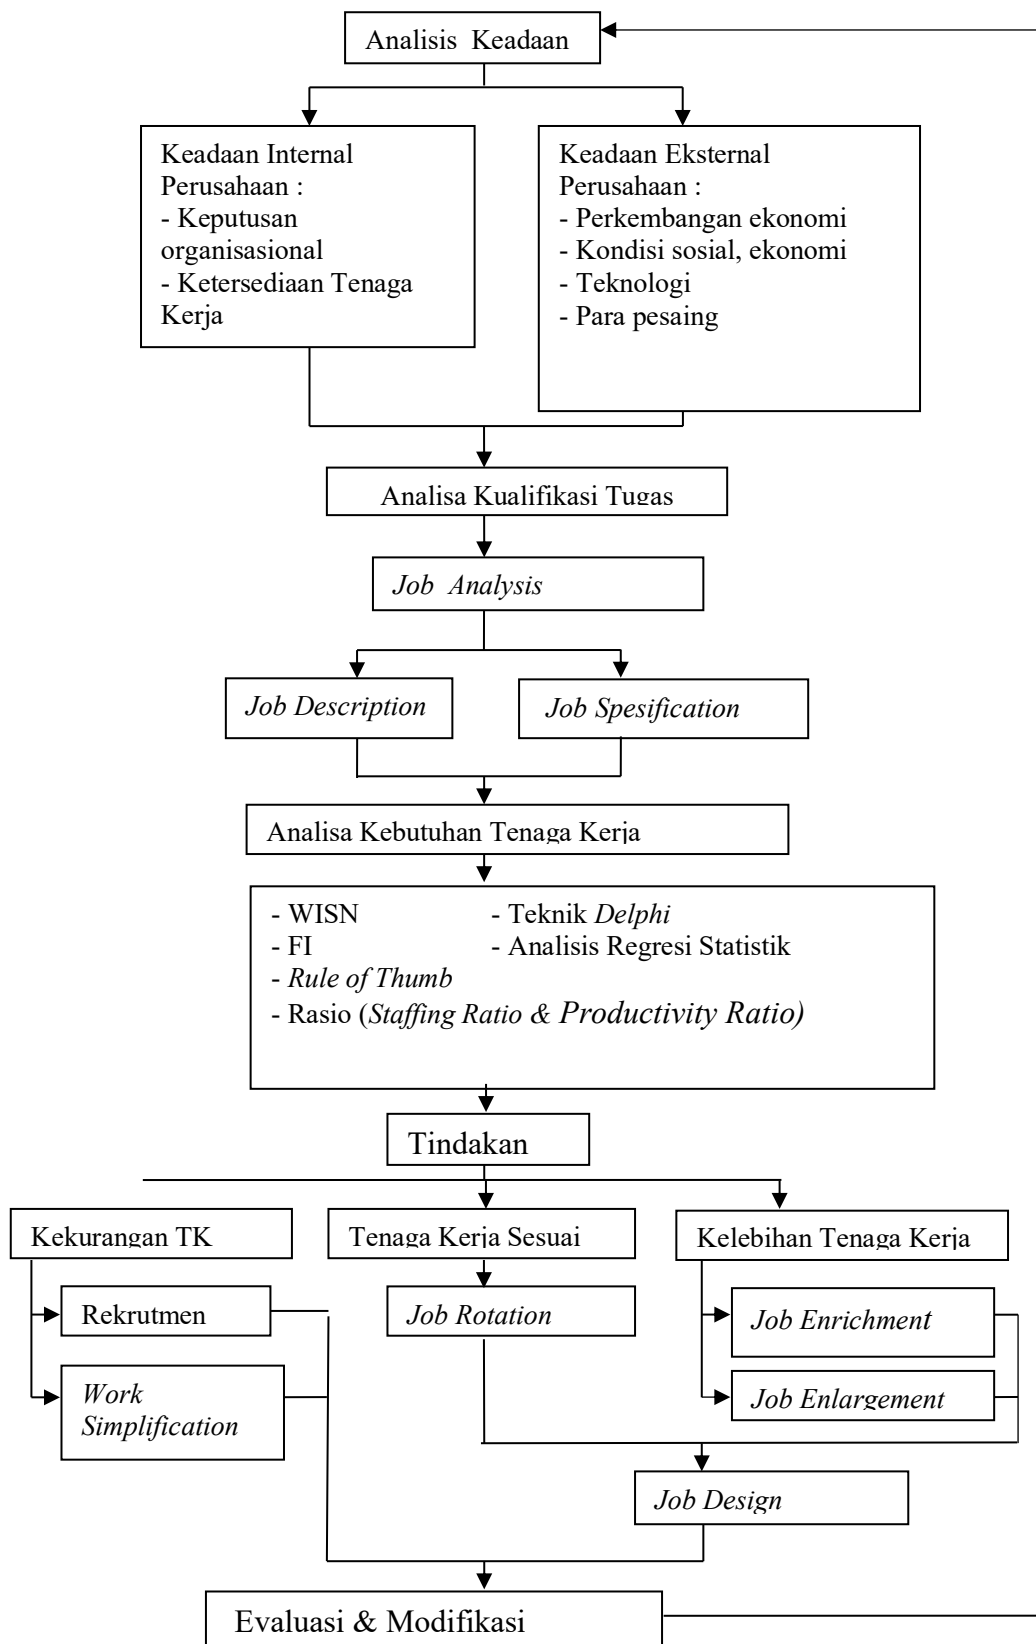 Analisis Keadaan
Keadaan Internal
Perusahaan :
- Keputusan
organisasional
- Ketersediaan Tenaga
Kerja
Keadaan Eksternal
Perusahaan :
- Perkembangan ekonomi
- Kondisi sosial, ekonomi
- Teknologi
- Para pesaing
Analisa Kualifikasi Tugas
Job Analysis
Job Description
Job Spesification
Analisa Kebutuhan Tenaga Kerja
- WISN
- FI
- Rule of Thumb
- Rasio (Staffing Ratio & Productivity Ratio)
- Teknik Delphi
- Analisis Regresi Statistik
Tindakan
Kekurangan TK
Tenaga Kerja Sesuai
Kelebihan Tenaga Kerja
Rekrutmen
Job Rotation
Job Enrichment
Work
Simplification
Job Enlargement
Job Design
Evaluasi & Modifikasi